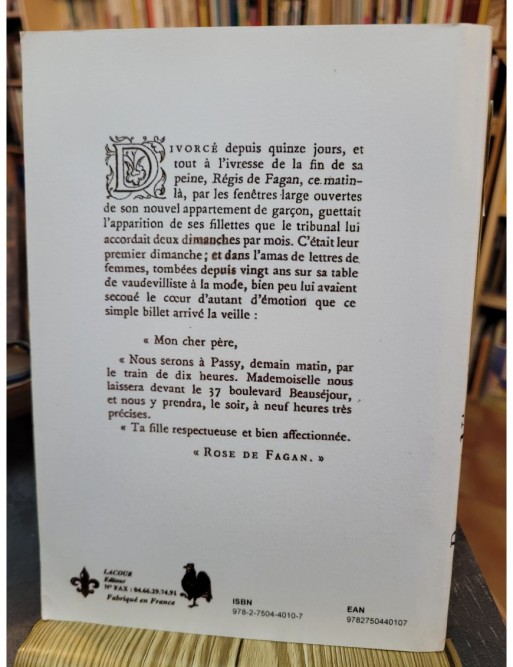 DIVORCÉ depuis quinze jours, et
tout à l'ivresse de la fin de sa
peine, Régis de Fagan, ce matin-
là, par les fenêtres large ouvertes
de son nouvel appartement de garçon, guettait
l'apparition de ses fillettes que le tribunal lui
accordait deux dimanches par mois. C'était leur
premier dimanche ; et dans l'amas de lettres de
femmes, tombées depuis vingt ans sur sa table
de vaudevilliste à la mode, bien peu lui avaient
secoué le cœur d'autant d'émotion que ce
simple billet arrivé la veille :
« Mon cher père,
« Nous serons à Passy, demain matin, par
le train de dix heures. Mademoiselle nous
laissera devant le 37 boulevard Beauséjour,
et nous y prendra, le soir, à neuf heures très
précises.
« Ta fille respectueuse et bien affectionnée.
« ROSE DE FAGAN. »
LACOUR
Editeur
N° FAX : 04.66.29.74.91
Fabriqué en France
ISBN
978-2-7504-4010-7
EAN
9782750440107